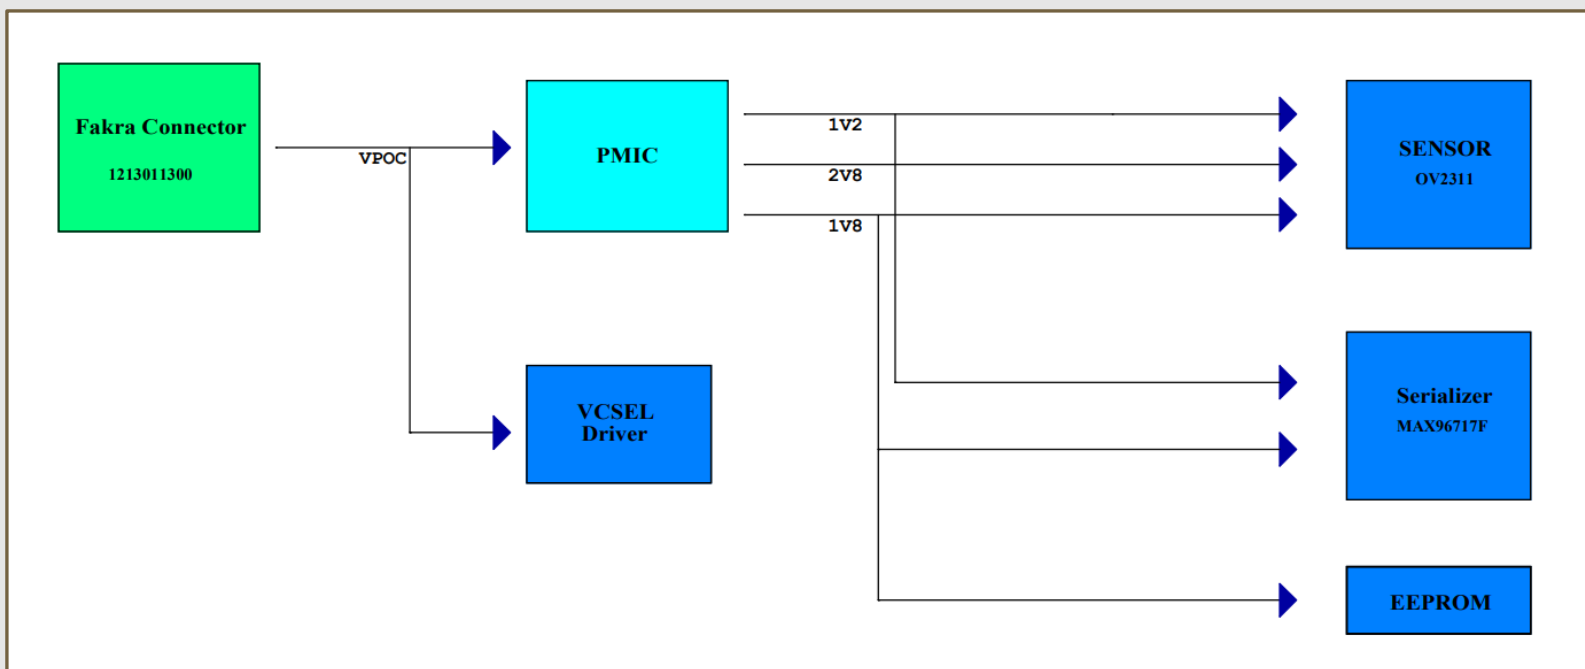 Fakra Connector
1213011300
VPOC
PMIC
1V2
2V8
1V8
SENSOR
OV2311
VCSEL
Driver
Serializer
MAX96717F
EEPROM